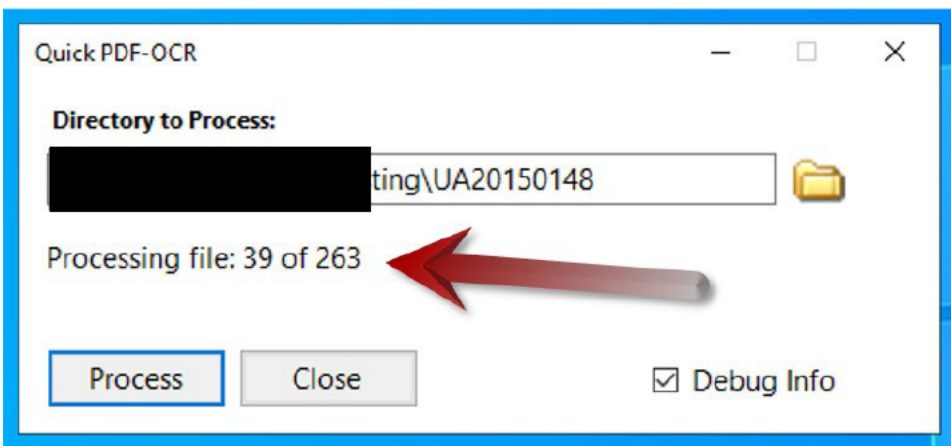 Quick PDF-OCR
Directory to Process:
ting\UA20150148
Processing file: 39 of 263
Process Close Debug Info